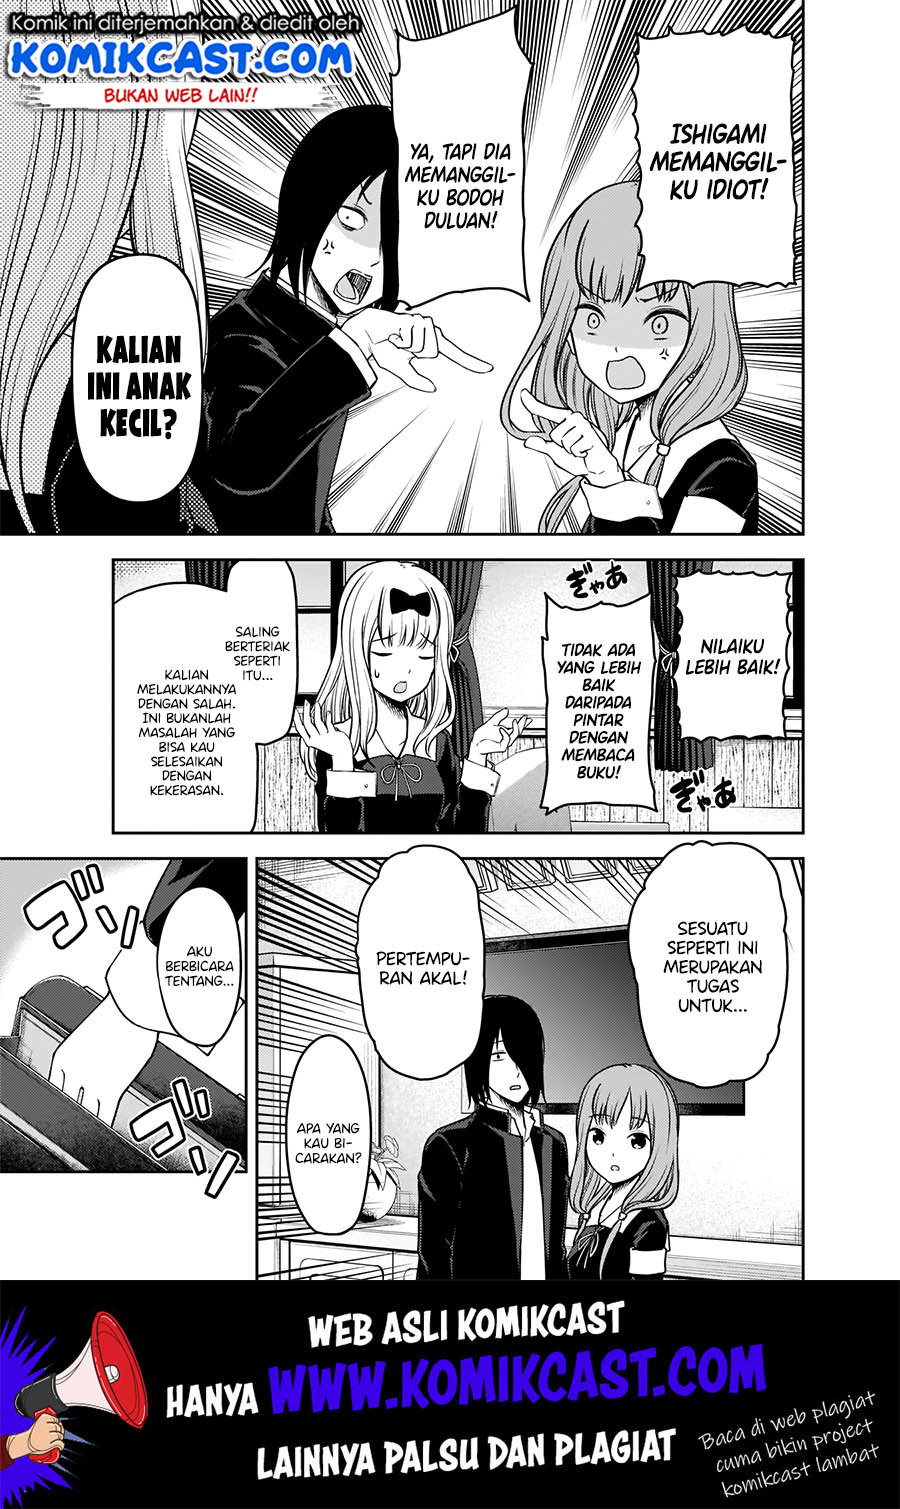 Komik ini diterjemahkan & diedit oleh
KOMIKCAST.COM
BUKAN WEB LAIN!!
ISHIGAMI
MEMANGGIL-
KU IDIOT!
YA, TAPI DIA
MEMANGGIL-
KU BODOH
DULUAN!
KALIAN
INI ANAK
KECIL?
NILAIKU
LEBIH BAIK!
ぎゃあ
TIDAK ADA
YANG LEBIH
BAIK
DARIPADA
PINTAR
DENGAN
MEMBACA
BUKU!
ぎゃあ
SALING
BERTERIAK
SEPERTI
ITU...
KALIAN
MELAKUKANNYA
DENGAN SALAH.
INI BUKANLAH
MASALAH YANG
BISA KAU
SELESAIKAN
DENGAN
KEKERASAN.
SESUATU
SEPERTI INI
MERUPAKAN
TUGAS
UNTUK...
PERTEMPU-
RAN AKAL!
APA YANG
KAU BI-
CARAKAN?
AKU
BERBICARA
TENTANG...
ゴソ
ゴソ
WEB ASLI KOMIKCAST
HANYA WWW.KOMIKCAST.COM
LAINNYA PALSU DAN PLAGIAT
Baca di web plagiat
cuma bikin project
komikcast lambat